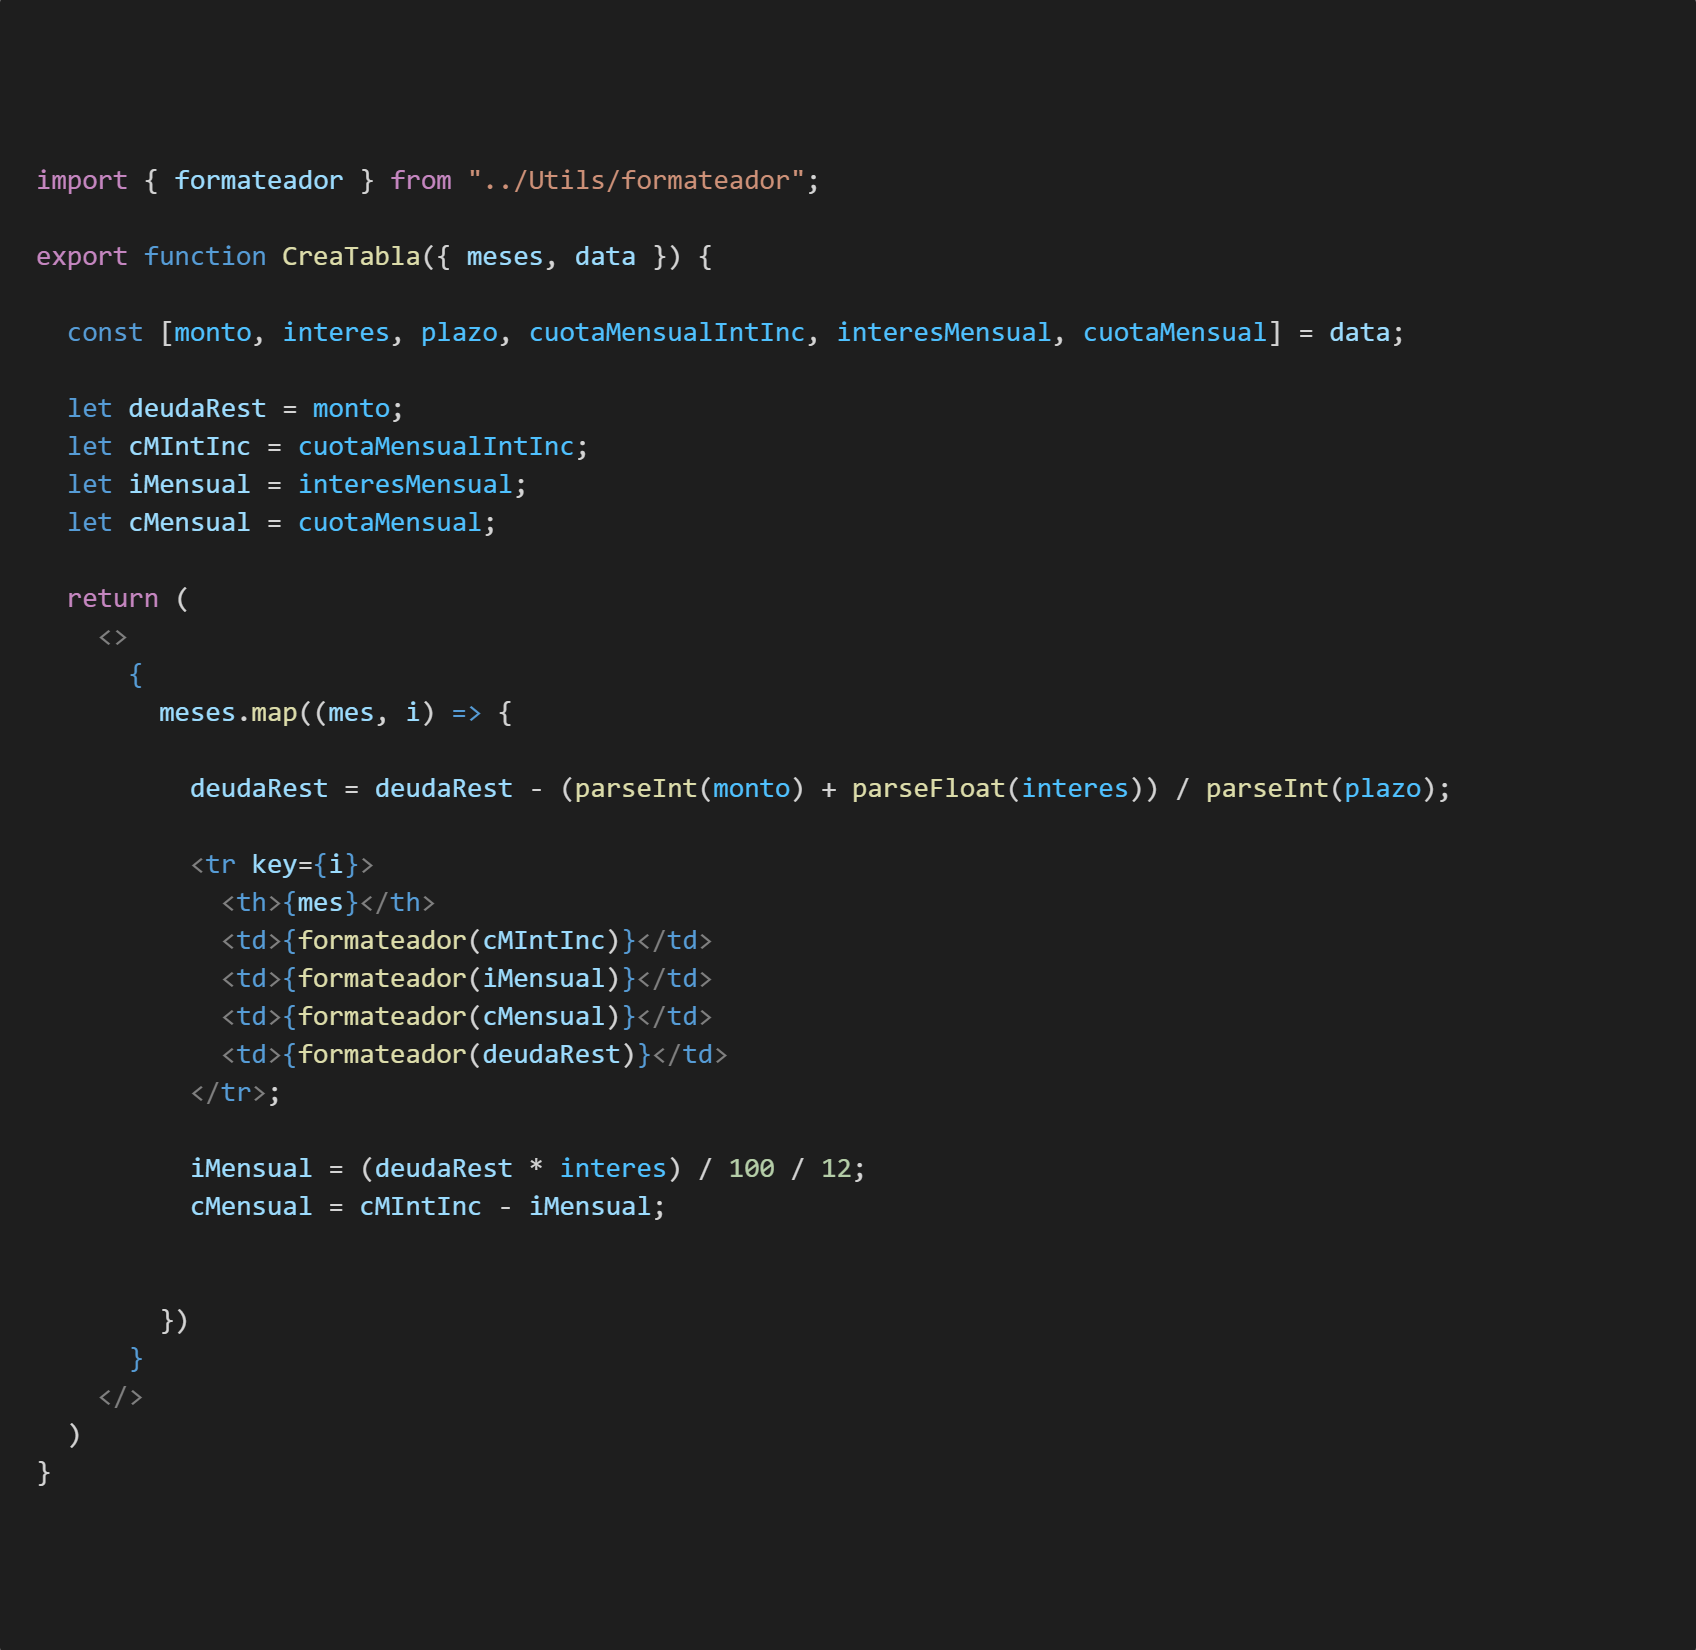 import { formateador } from "../Utils/formateador";
export function CreaTabla({ meses, data }) {
const [monto, interes, plazo, cuotaMensualIntInc, interesMensual, cuotaMensual] = data;
let deudaRest = monto;
let cMIntInc = cuotaMensualIntInc;
let iMensual = interesMensual;
let cMensual = cuotaMensual;
return (
<>
{
meses.map((mes, i) => {
deudaRest = deudaRest - (parseInt(monto) + parseFloat(interes)) / parseInt(plazo);
<tr key={i}>
<th>{mes}</th>
<td>{formateador(cMIntInc)}</td>
<td>{formateador(iMensual)}</td>
<td>{formateador(cMensual)}</td>
<td>{formateador(deudaRest)}</td>
</tr>;
iMensual = (deudaRest * interes) / 100 / 12;
cMensual = cMIntInc - iMensual;
})
}
</>
)
}